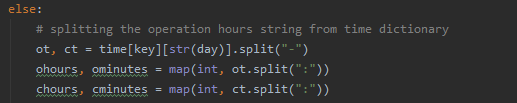 else:
# splitting the operation hours string from time dictionary
ot, ct = time[key][str(day)].split("-")
ohours, ominutes = map(int, ot.split(":"))
chours, cminutes = map(int, ct.split(":"))